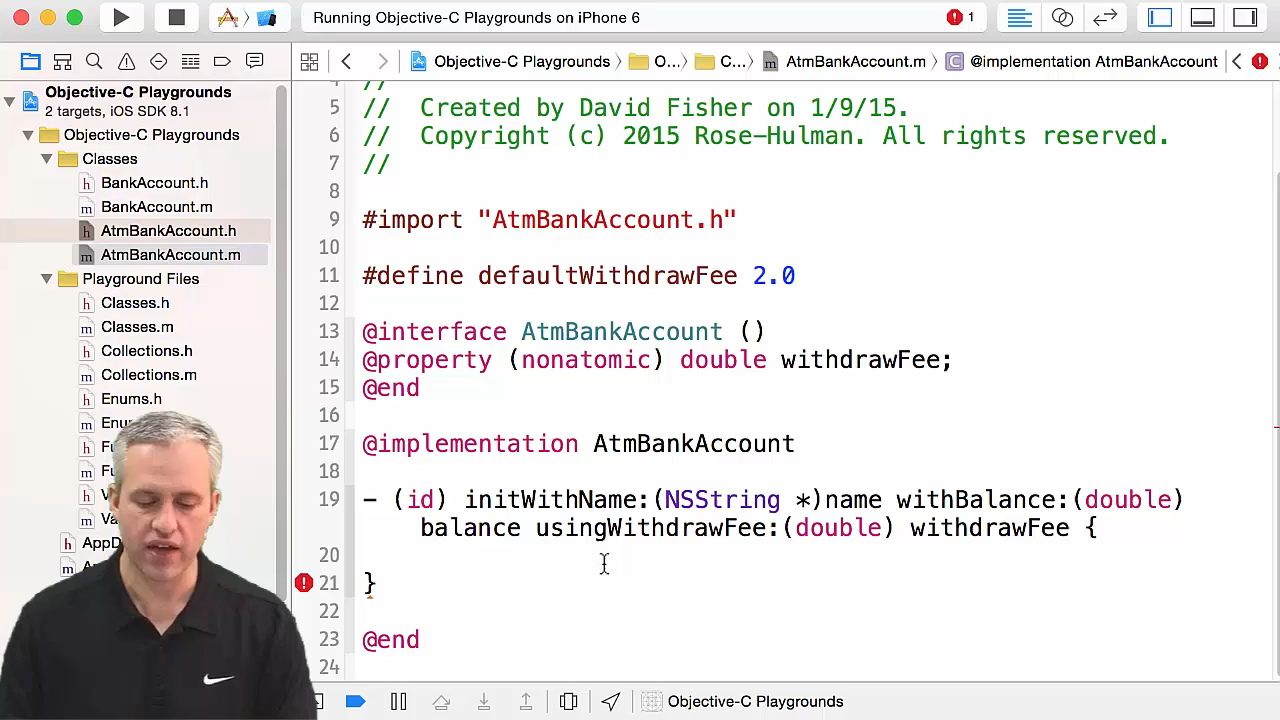 Running Objective-C Playgrounds on iPhone 6
1
Objective-C Playgrounds
O...
C...
AtmBankAccount.m
@implementation AtmBankAccount
Objective-C Playgrounds
2 targets, iOS SDK 8.1
Objective-C Playgrounds
Classes
BankAccount.h
BankAccount.m
AtmBankAccount.h
AtmBankAccount.m
Playground Files
Classes.h
Classes.m
Collections.h
Collections.m
Enums.h
5 // Created by David Fisher on 1/9/15.
6 // Copyright (c) 2015 Rose-Hulman. All rights reserved.
7 //
8
9 #import "AtmBankAccount.h"
10
11 #define defaultWithdrawFee 2.0
12
13 @interface AtmBankAccount ()
14 @property (nonatomic) double withdrawFee;
15 @end
16
17 @implementation AtmBankAccount
18
19 - (id) initWithName:(NSString *)name withBalance:(double)
balance usingWithdrawFee:(double) withdrawFee {
20
21 }
22
23 @end
24
Objective-C Playgrounds